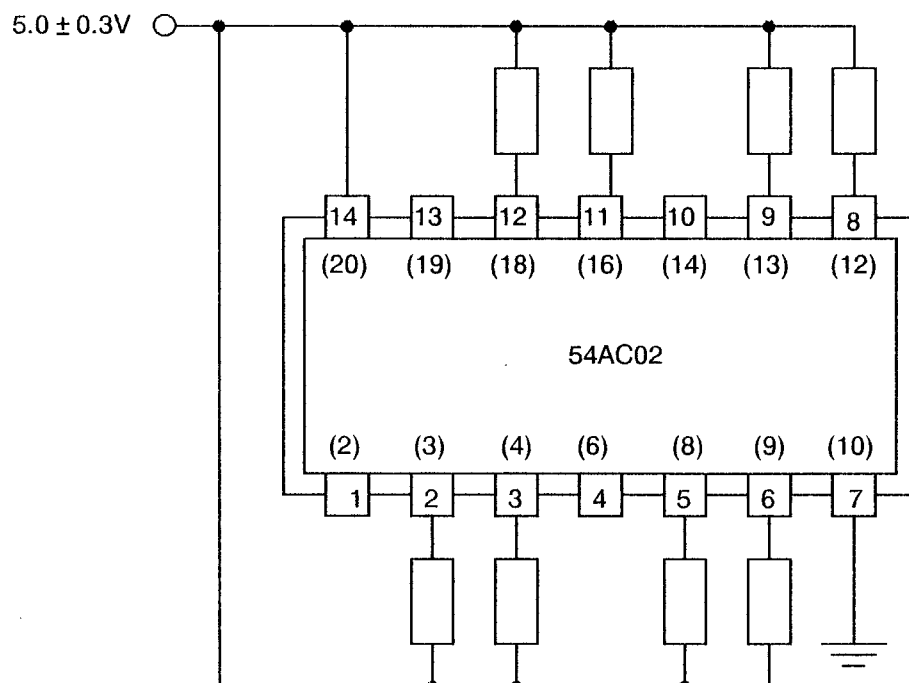 5.0 ± 0.3V
14 13 12 11 10 9 8
(20) (19) (18) (16) (14) (13) (12)
54AC02
(2) (3) (4) (6) (8) (9) (10)
1 2 3 4 5 6 7